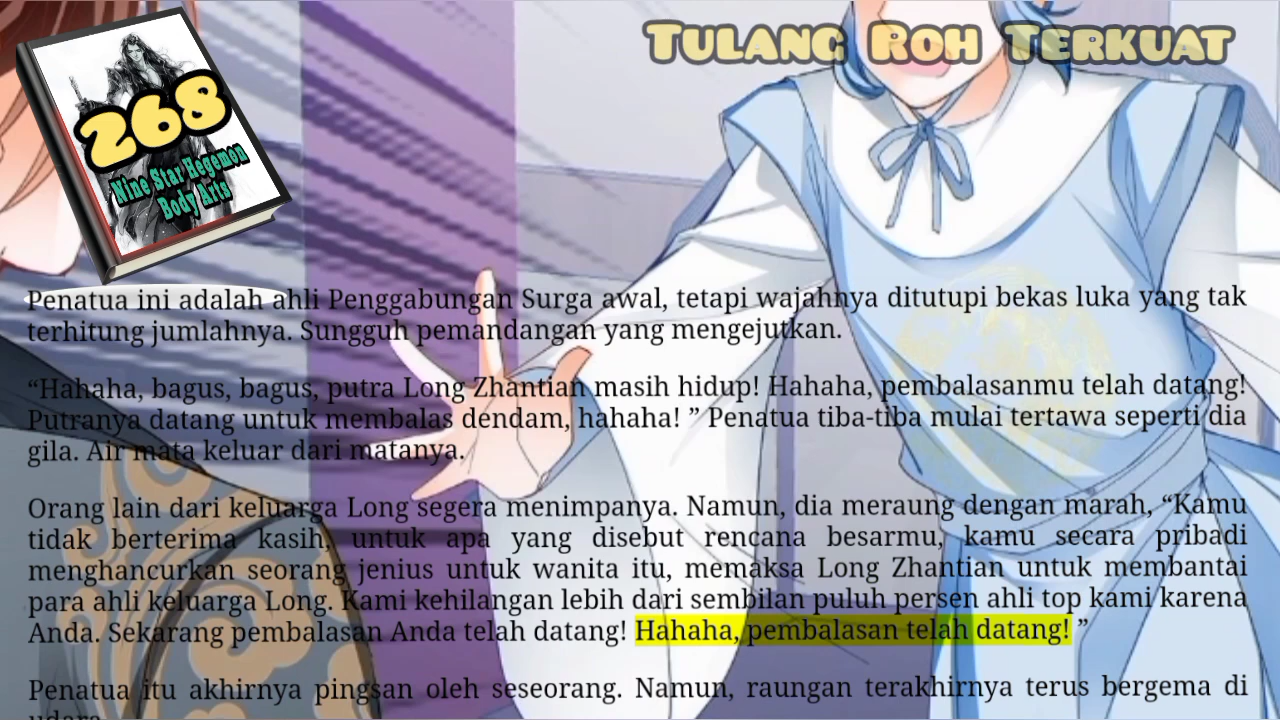 TULANG ROH TERKUAT
268
Nine Star Hegemon
Body Arts
Penatua ini adalah ahli Penggabungan Surga awal, tetapi wajahnya ditutupi bekas luka yang tak
terhitung jumlahnya. Sungguh pemandangan yang mengejutkan.
“Hahaha, bagus, bagus, putra Long Zhantian masih hidup! Hahaha, pembalasanmu telah datang!
Putranya datang untuk membalas dendam, hahaha! ” Penatua tiba-tiba mulai tertawa seperti dia
gila. Air mata keluar dari matanya.
Orang lain dari keluarga Long segera menimpanya. Namun, dia meraung dengan marah, “Kamu
tidak berterima kasih, untuk apa yang disebut rencana besarmu, kamu secara pribadi
menghancurkan seorang jenius untuk wanita itu, memaksa Long Zhantian untuk membantai
para ahli keluarga Long. Kami kehilangan lebih dari sembilan puluh persen ahli top kami karena
Anda. Sekarang pembalasan Anda telah datang! Hahaha, pembalasan telah datang! ”
Penatua itu akhirnya pingsan oleh seseorang. Namun, raungan terakhirnya terus bergema di
udara.